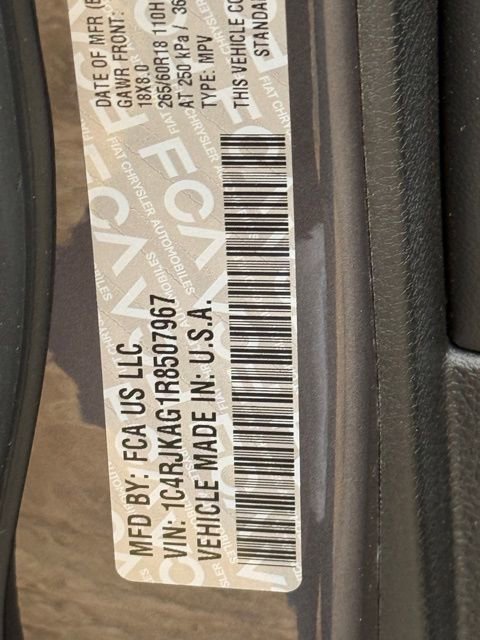 MFD BY: FCA US LLC
VIN: 1C4RJKAG1R8507967
VEHICLE MADE IN: U.S.A.
DATE OF MFR
GAWR FRONT:
18X8.0
265/60R18 110H
AT 250 kPa / 36
TYPE: MPV
THIS VEHICLE CO
STANDA